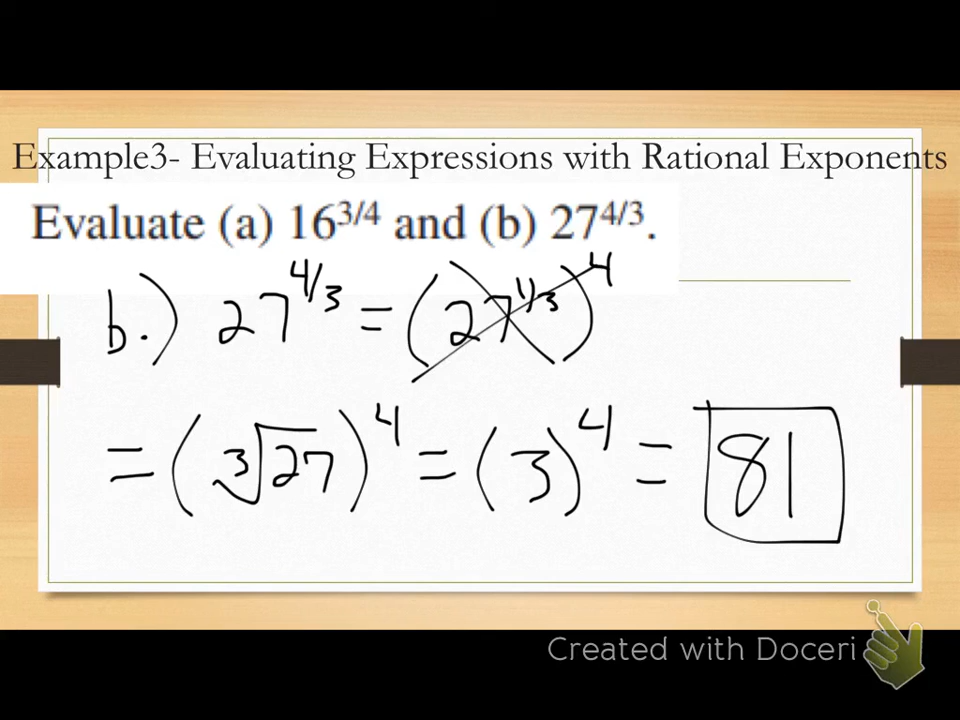 Example3- Evaluating Expressions with Rational Exponents
Evaluate (a) 16^{3/4} and (b) 27^{4/3}.
b.) 27^{4/3} = (27^{1/3})^4
= (∛27)^4 = (3)^4 = 81
Created with Doceri